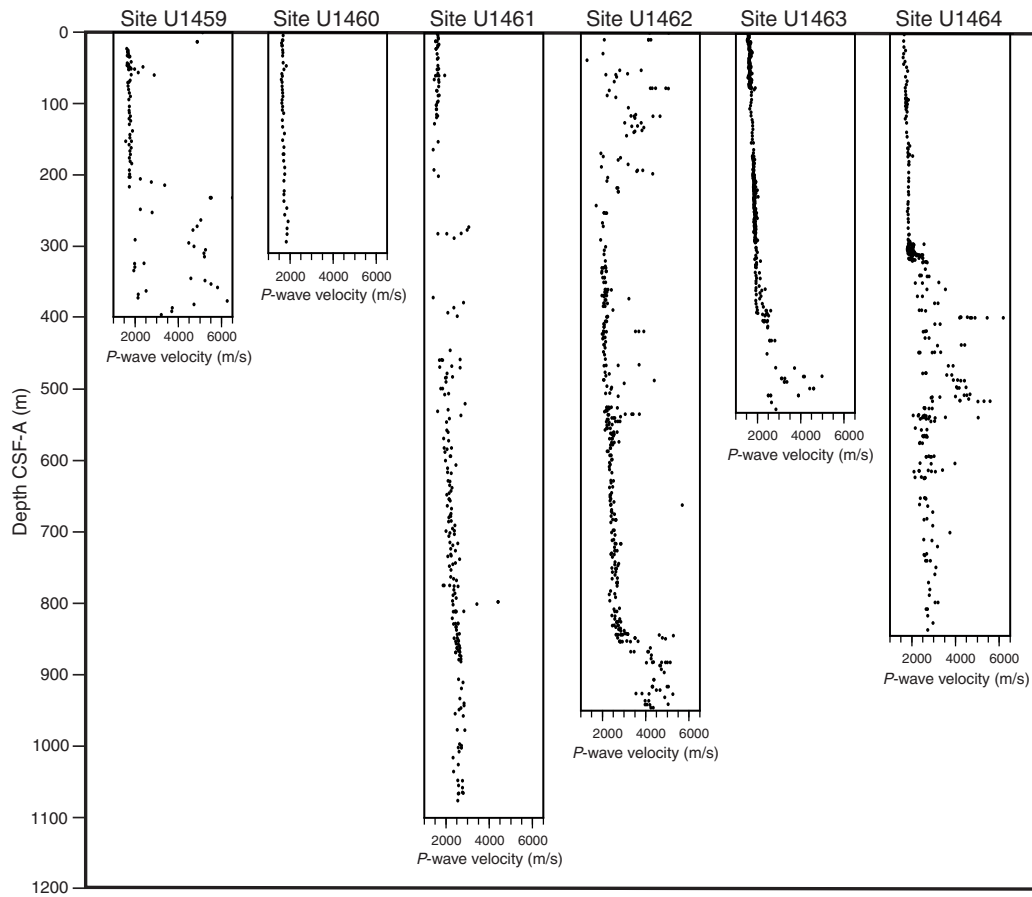 Site U1459 Site U1460 Site U1461 Site U1462 Site U1463 Site U1464
0
100
200
300
2000 4000 6000
P-wave velocity (m/s)
400
2000 4000 6000
P-wave velocity (m/s)
500
2000 4000 6000
P-wave velocity (m/s)
600
Depth CSF-A (m)
700
800
2000 4000 6000
P-wave velocity (m/s)
900
2000 4000 6000
P-wave velocity (m/s)
1000
1100
2000 4000 6000
P-wave velocity (m/s)
1200